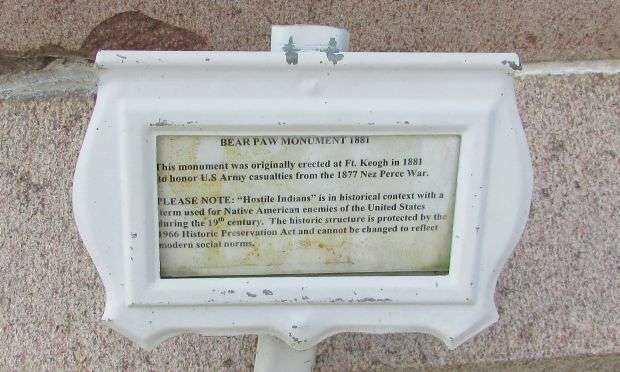 BEAR PAW MONUMENT 1881
This monument was originally erected at Ft. Keogh in 1881
to honor U.S Army casualties from the 1877 Nez Perce War.
PLEASE NOTE: “Hostile Indians” is in historical context with a
term used for Native American enemies of the United States
during the 19th century. The historic structure is protected by the
1966 Historic Preservation Act and cannot be changed to reflect
modern social norms.